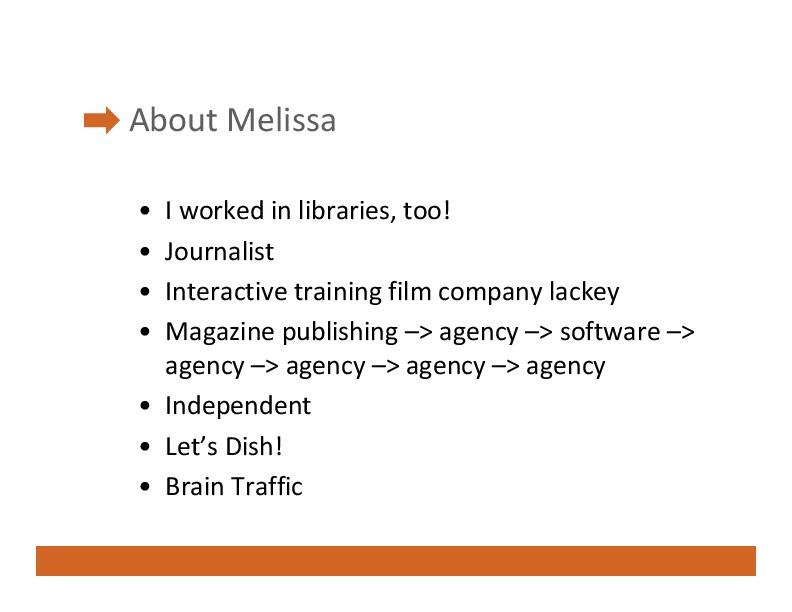 About Melissa
• I worked in libraries, too!
• Journalist
• Interactive training film company lackey
• Magazine publishing –> agency –> software –>
agency –> agency –> agency –> agency
• Independent
• Let’s Dish!
• Brain Traffic